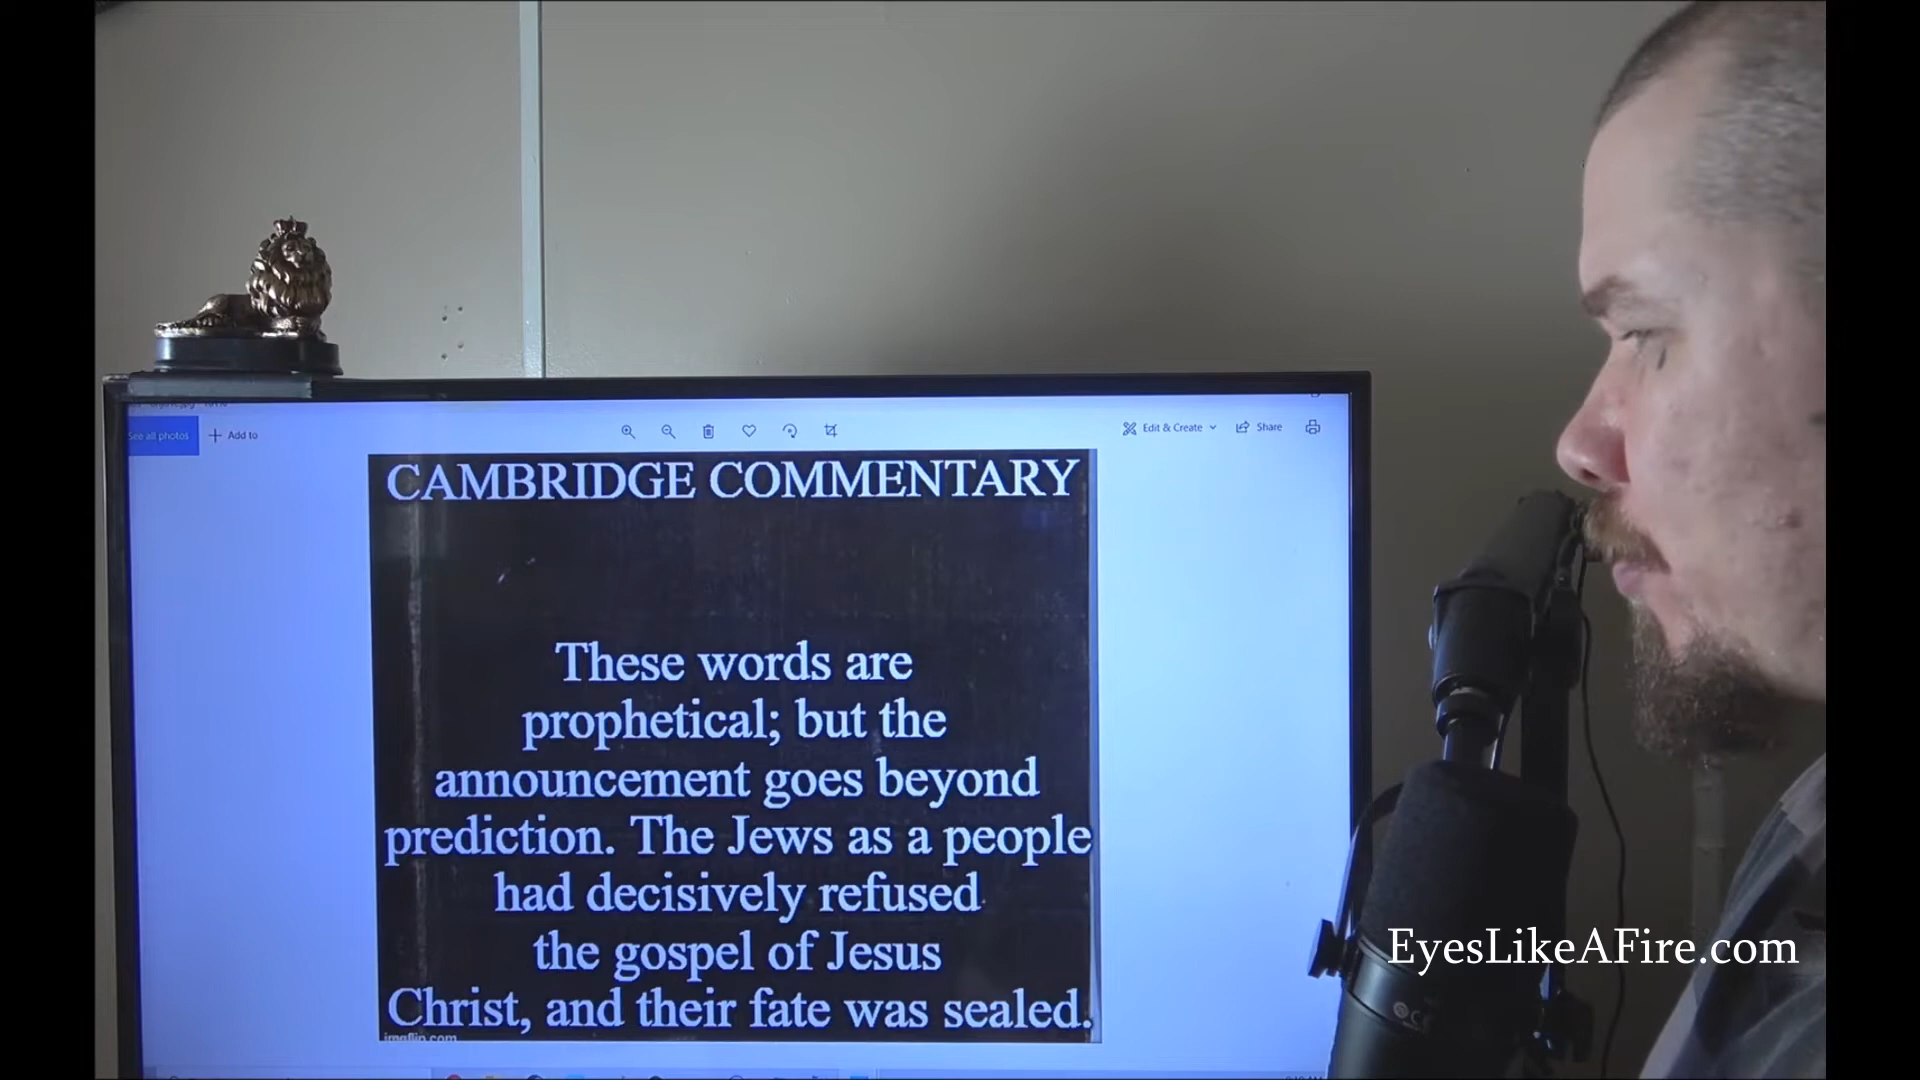 See all photos
Add to
Edit & Create
Share
CAMBRIDGE COMMENTARY
These words are
prophetical; but the
announcement goes beyond
prediction. The Jews as a people
had decisively refused
the gospel of Jesus
Christ, and their fate was sealed.
imgflip.com
EyesLikeAFire.com